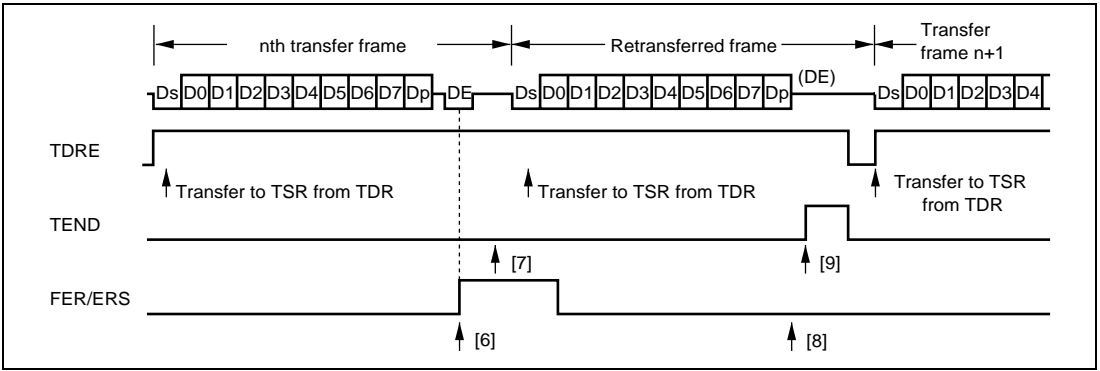 nth transfer frame
Retransferred frame
Transfer
frame n+1
(DE)
Ds D0 D1 D2 D3 D4 D5 D6 D7 Dp DE Ds D0 D1 D2 D3 D4 D5 D6 D7 Dp Ds D0 D1 D2 D3 D4
TDRE
Transfer to TSR from TDR
Transfer to TSR from TDR
Transfer to TSR
from TDR
TEND
[7]
[9]
FER/ERS
[6]
[8]